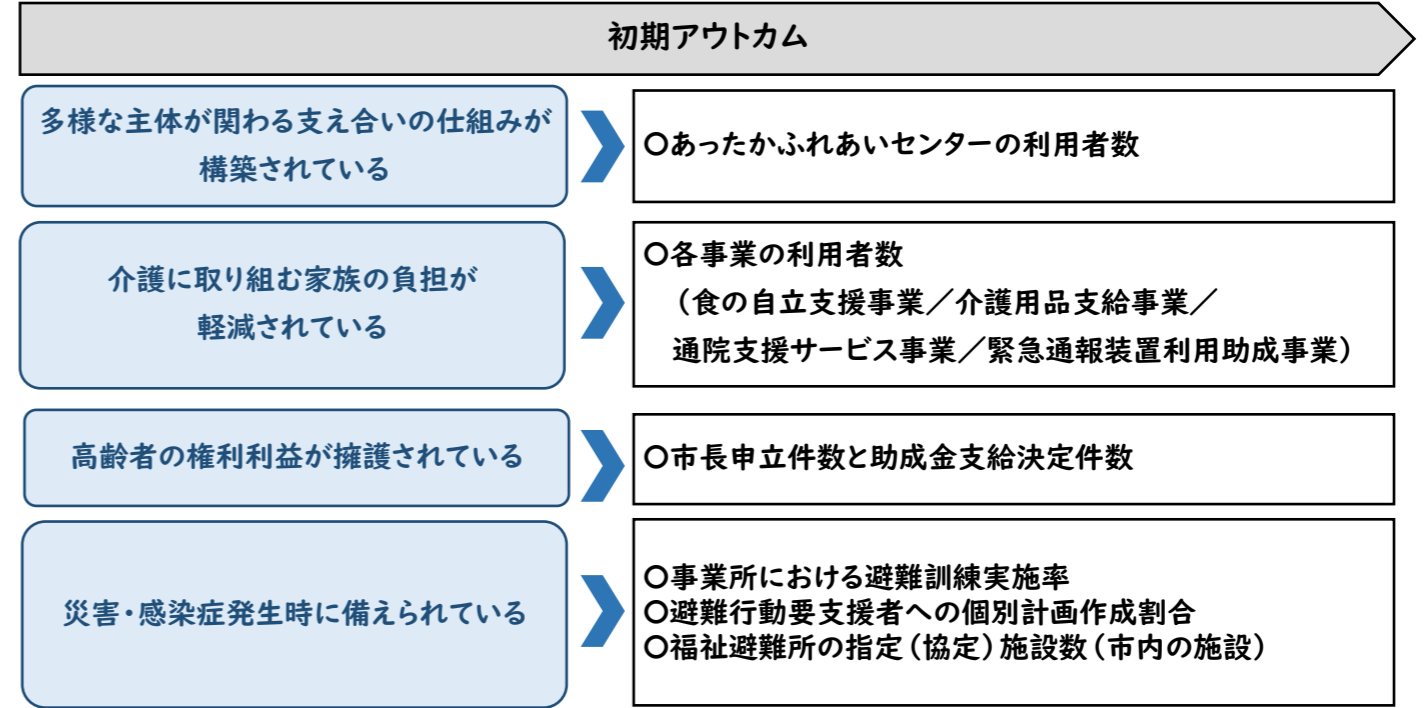 初期アウトカム
多様な主体が関わる支え合いの仕組みが
構築されている
〇あったかふれあいセンターの利用者数
介護に取り組む家族の負担が
軽減されている
〇各事業の利用者数
（食の自立支援事業／介護用品支給事業／
通院支援サービス事業／緊急通報装置利用助成事業）
高齢者の権利利益が擁護されている
〇市長申立件数と助成金支給決定件数
災害・感染症発生時に備えられている
〇事業所における避難訓練実施率
〇避難行動要支援者への個別計画作成割合
〇福祉避難所の指定（協定）施設数（市内の施設）